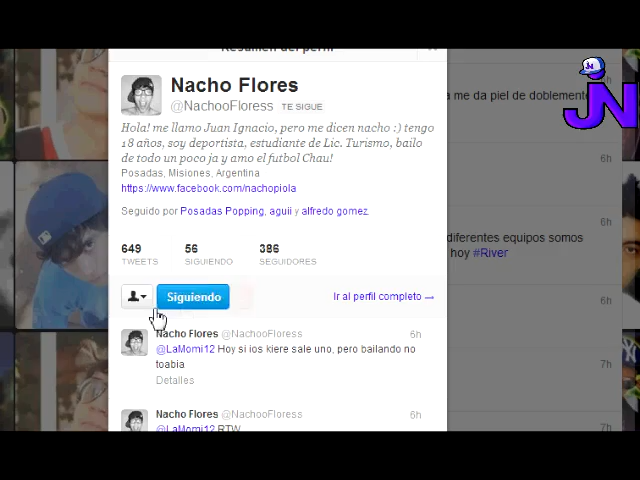 Resumen del perfil
Nacho Flores
@NachooFloress TE SIGUE
Hola! me llamo Juan Ignacio, pero me dicen nacho :) tengo
18 años, soy deportista, estudiante de Lic. Turismo, bailo
de todo un poco ja y amo el futbol Chau!
Posadas, Misiones, Argentina
https://www.facebook.com/nachopiola
Seguido por Posadas Popping, aguii y alfredo gomez.
649 56 386
TWEETS SIGUIENDO SEGUIDORES
Siguiendo
Ir al perfil completo →
Nacho Flores @NachooFloress 6h
@LaMomi12 Hoy si ios kiere sale uno, pero bailando no
toabia
Detalles
Nacho Flores @NachooFloress 6h
@LaMomi12 RTW
a me da piel de doblemente
6h
diferentes equipos somos
hoy #River
6h
7h
7h
JN
JN